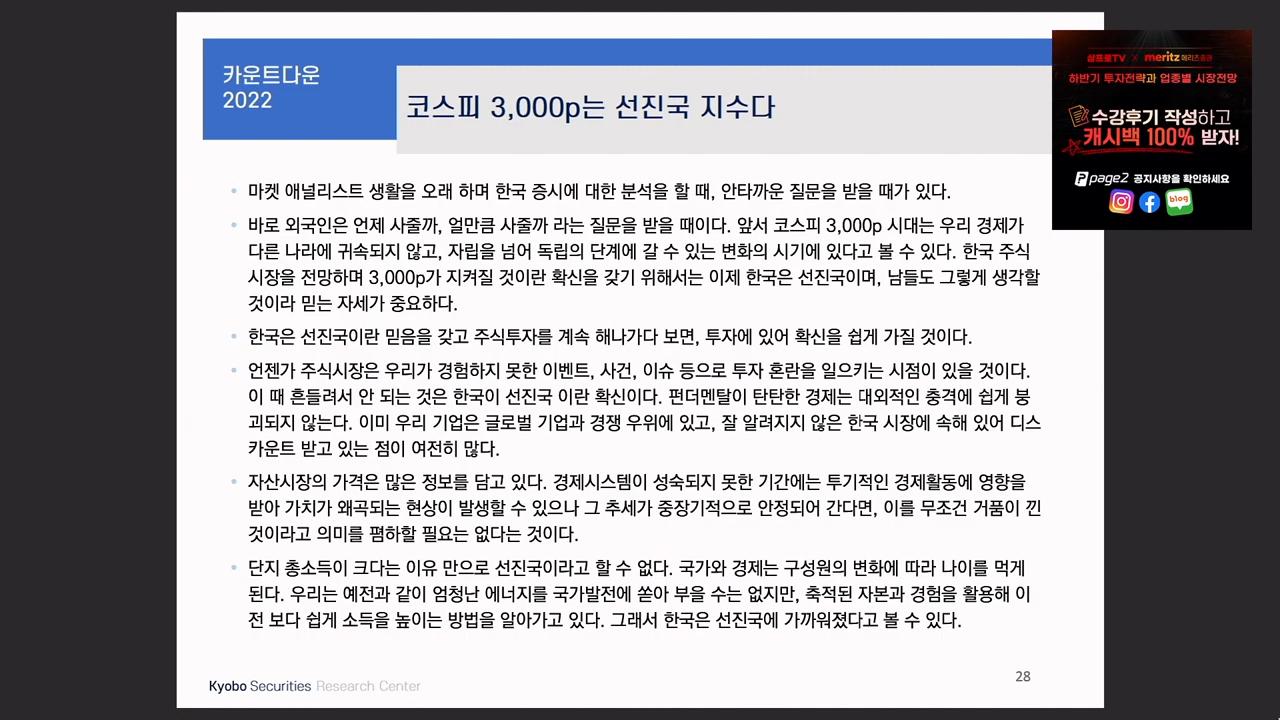 카운트다운
2022
코스피 3,000p는 선진국 지수다
• 마켓 애널리스트 생활을 오래 하며 한국 증시에 대한 분석을 할 때, 안타까운 질문을 받을 때가 있다.
• 바로 외국인은 언제 사줄까, 얼만큼 사줄까 라는 질문을 받을 때이다. 앞서 코스피 3,000p 시대는 우리 경제가
다른 나라에 귀속되지 않고, 자립을 넘어 독립의 단계에 갈 수 있는 변화의 시기에 있다고 볼 수 있다. 한국 주식
시장을 전망하며 3,000p가 지켜질 것이란 확신을 갖기 위해서는 이제 한국은 선진국이며, 남들도 그렇게 생각할
것이라 믿는 자세가 중요하다.
• 한국은 선진국이란 믿음을 갖고 주식투자를 계속 해나가다 보면, 투자에 있어 확신을 쉽게 가질 것이다.
• 언젠가 주식시장은 우리가 경험하지 못한 이벤트, 사건, 이슈 등으로 투자 혼란을 일으키는 시점이 있을 것이다.
이 때 흔들려서 안 되는 것은 한국이 선진국 이란 확신이다. 펀더멘탈이 탄탄한 경제는 대외적인 충격에 쉽게 붕
괴되지 않는다. 이미 우리 기업은 글로벌 기업과 경쟁 우위에 있고, 잘 알려지지 않은 한국 시장에 속해 있어 디스
카운트 받고 있는 점이 여전히 많다.
• 자산시장의 가격은 많은 정보를 담고 있다. 경제시스템이 성숙되지 못한 기간에는 투기적인 경제활동에 영향을
받아 가치가 왜곡되는 현상이 발생할 수 있으나 그 추세가 중장기적으로 안정되어 간다면, 이를 무조건 거품이 낀
것이라고 의미를 폄하할 필요는 없다는 것이다.
• 단지 총소득이 크다는 이유 만으로 선진국이라고 할 수 없다. 국가와 경제는 구성원의 변화에 따라 나이를 먹게
된다. 우리는 예전과 같이 엄청난 에너지를 국가발전에 쏟아 부을 수는 없지만, 축적된 자본과 경험을 활용해 이
전 보다 쉽게 소득을 높이는 방법을 알아가고 있다. 그래서 한국은 선진국에 가까워졌다고 볼 수 있다.
Kyobo Securities Research Center
28
삼프로TV × meritz 메리츠증권
하반기 투자전략과 업종별 시장전망
수강후기 작성하고
캐시백 100% 받자!
page2 공지사항을 확인하세요
blog